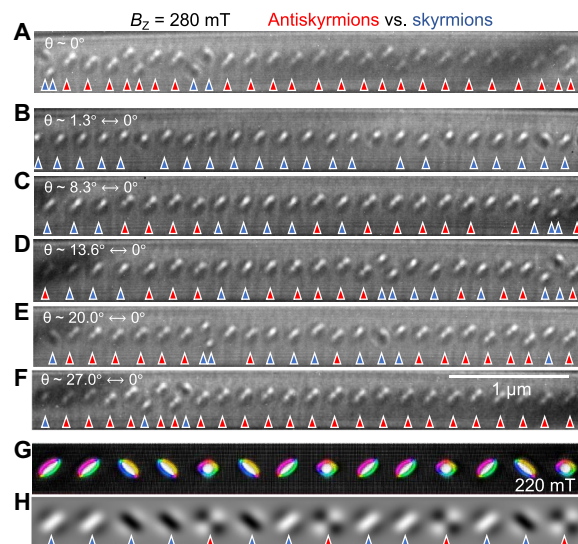 B_Z = 280 mT Antiskyrmions vs. skyrmions
A θ ~ 0°
B θ ~ 1.3° ↔ 0°
C θ ~ 8.3° ↔ 0°
D θ ~ 13.6° ↔ 0°
E θ ~ 20.0° ↔ 0°
F θ ~ 27.0° ↔ 0°
1 μm
G
220 mT
H